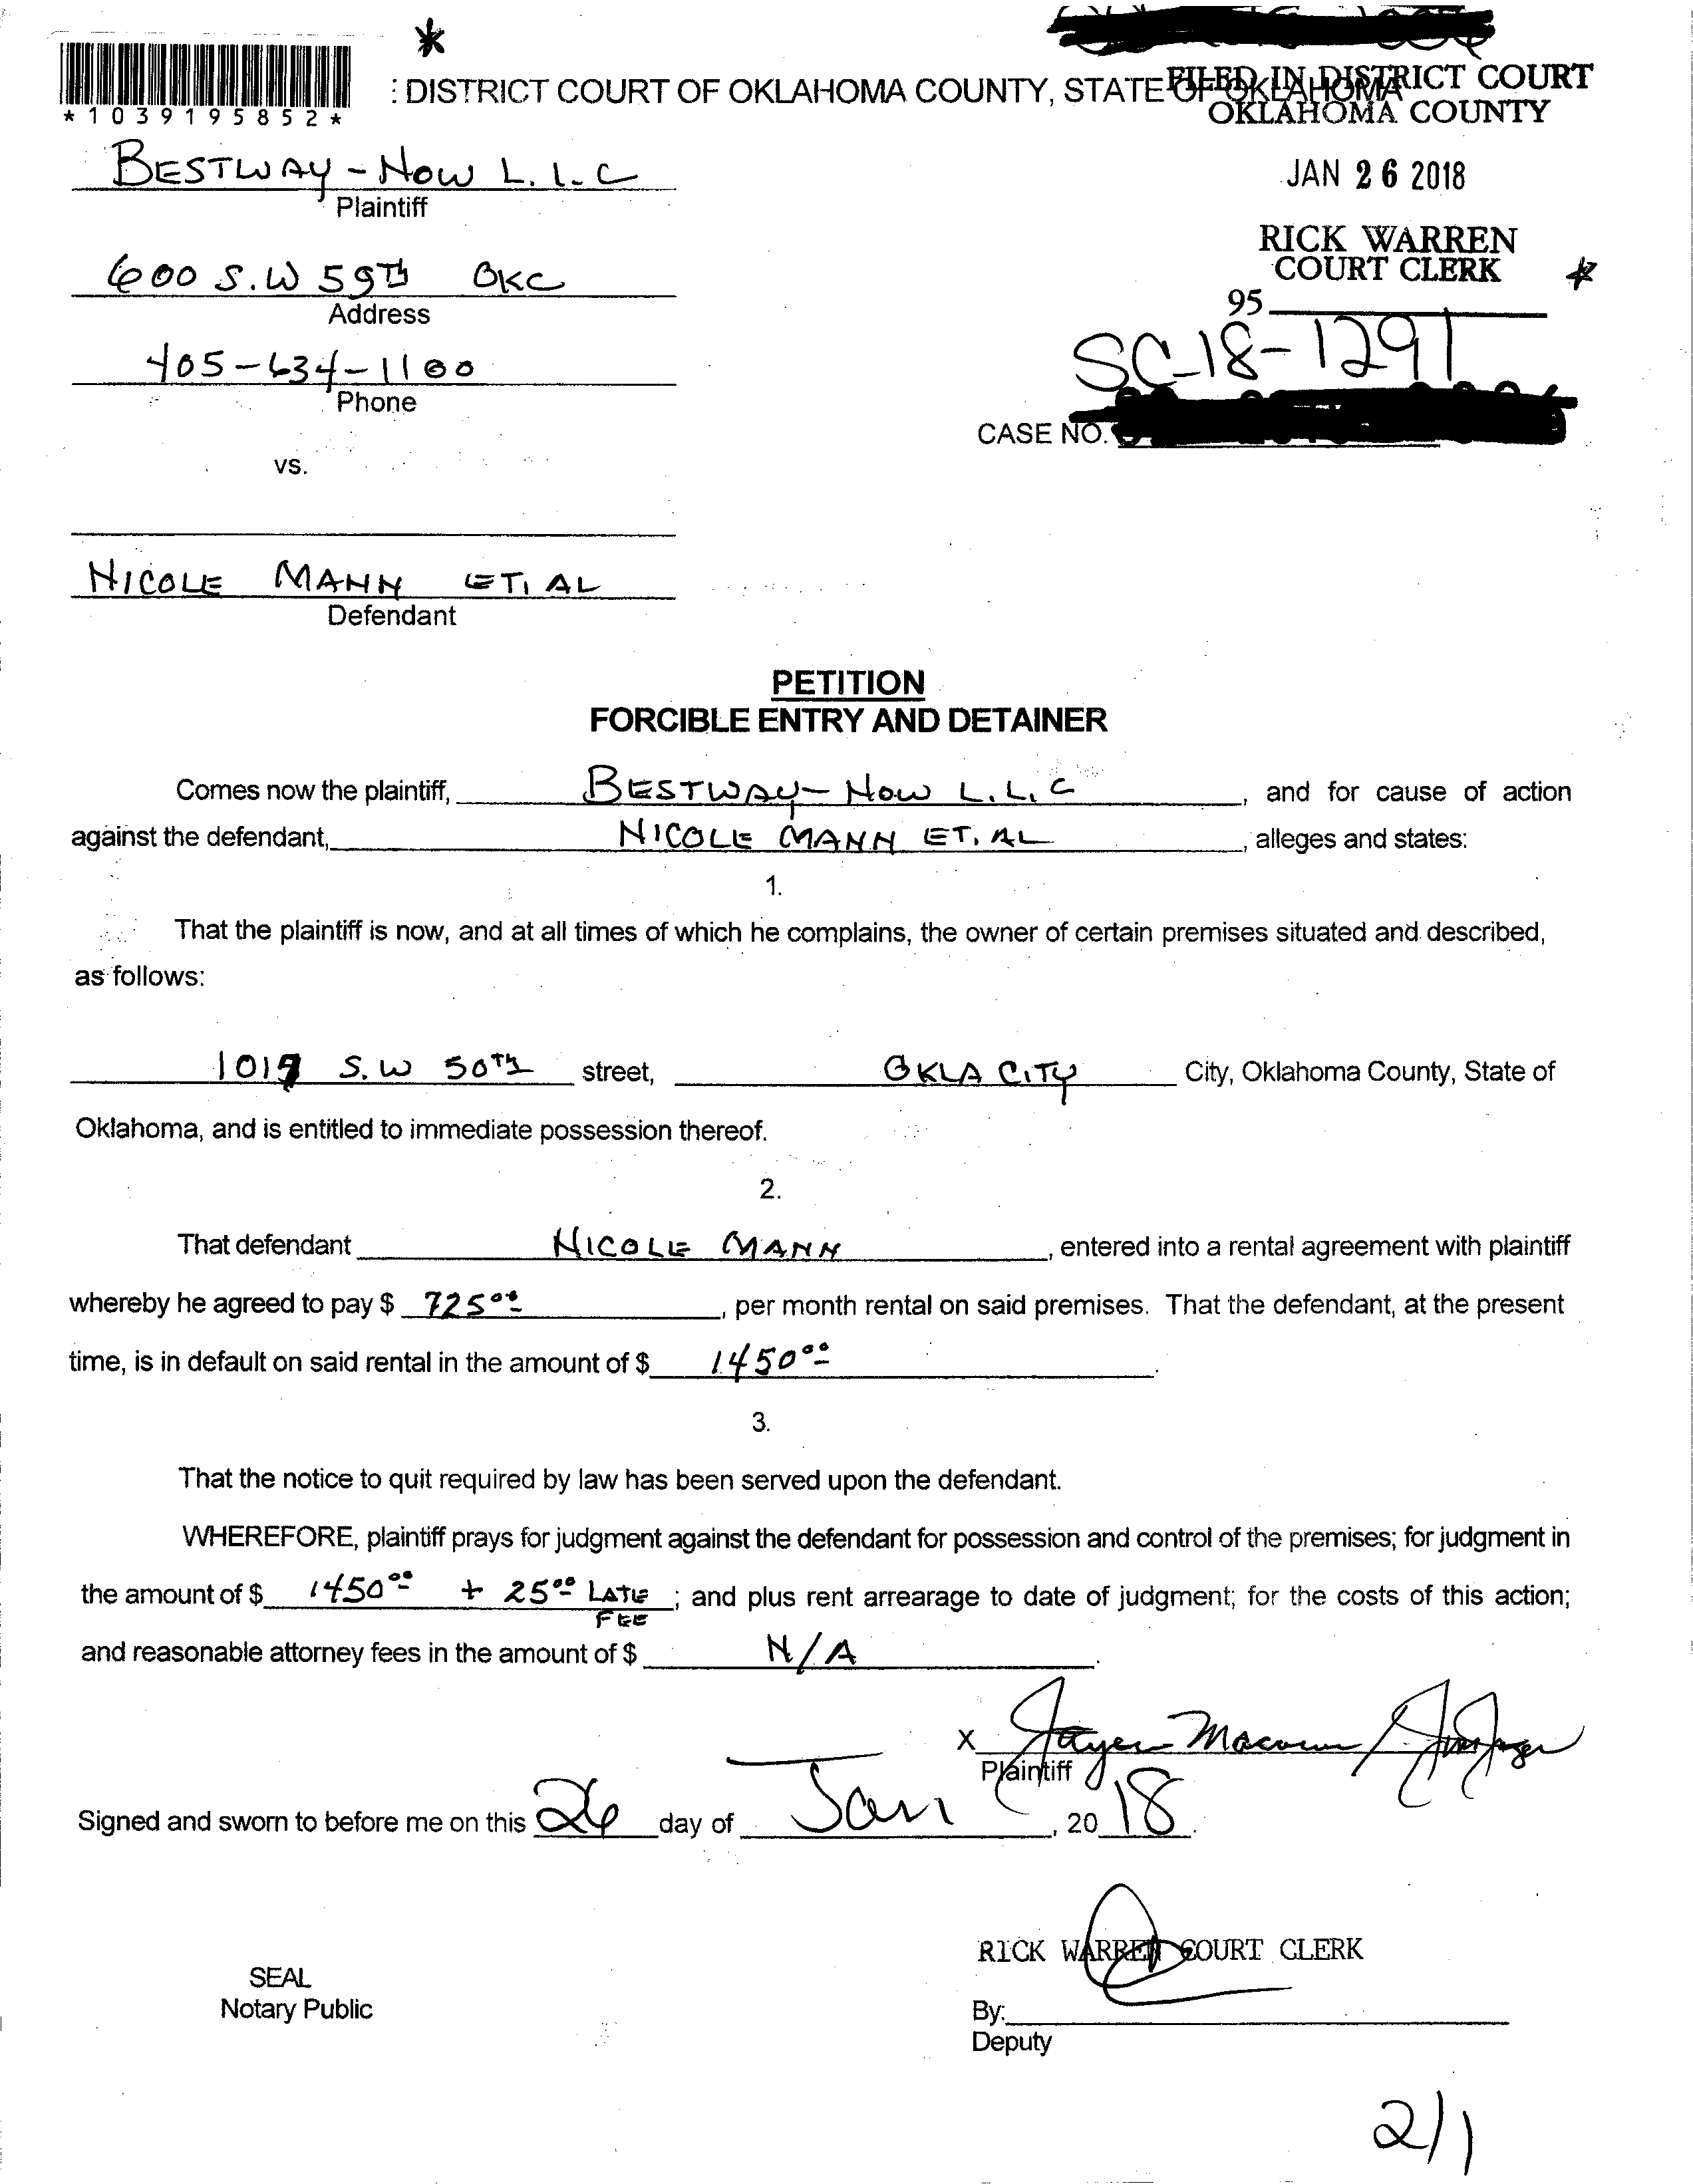 *
: DISTRICT COURT OF OKLAHOMA COUNTY, STATE OF OKLAHOMA
FILED IN DISTRICT COURT
OKLAHOMA COUNTY
*1039195852*
BESTWAY-NOW L.L.C
Plaintiff
JAN 26 2018
RICK WARREN
COURT CLERK *
95
600 S.W 59TH OKC
Address
405-634-1100
Phone
SC-18-1291
CASE NO.
vs.
NICOLE MANN ET. AL
Defendant
PETITION
FORCIBLE ENTRY AND DETAINER
Comes now the plaintiff, BESTWAY-NOW L.L.C, and for cause of action
against the defendant, NICOLE MANN ET. AL, alleges and states:
1.
That the plaintiff is now, and at all times of which he complains, the owner of certain premises situated and described,
as follows:
1019 S.W 50TH street, OKLA CITY City, Oklahoma County, State of
Oklahoma, and is entitled to immediate possession thereof.
2.
That defendant NICOLE MANN, entered into a rental agreement with plaintiff
whereby he agreed to pay $ 725⁰⁰, per month rental on said premises. That the defendant, at the present
time, is in default on said rental in the amount of $ 1450⁰⁰.
3.
That the notice to quit required by law has been served upon the defendant.
WHEREFORE, plaintiff prays for judgment against the defendant for possession and control of the premises; for judgment in
the amount of $ 1450⁰⁰ + 25⁰⁰ LATE FEE; and plus rent arrearage to date of judgment; for the costs of this action;
and reasonable attorney fees in the amount of $ N/A.
X
Plaintiff
Signed and sworn to before me on this 26 day of Jan, 20 18.
RICK WARREN COURT CLERK
SEAL
Notary Public
By:
Deputy
2/1